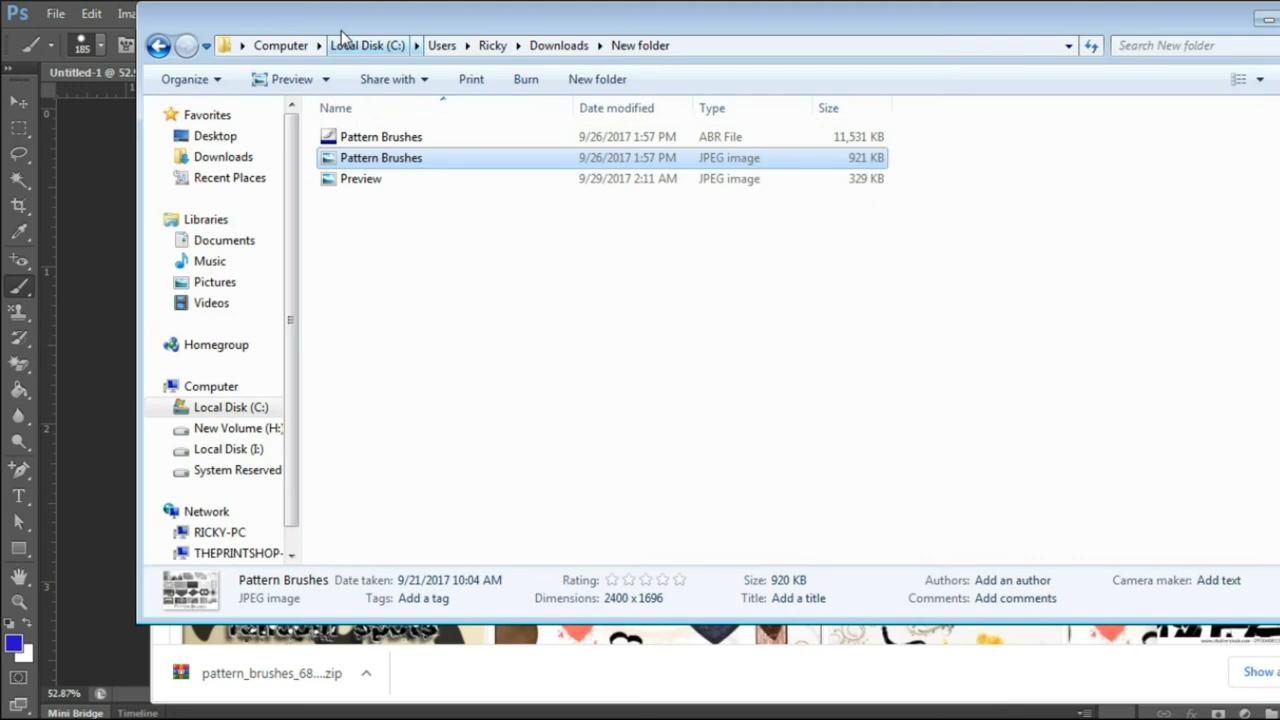 Ps File Edit Ima
185
Computer Local Disk (C:) Users Ricky Downloads New folder Search New folder
Untitled-1 @ 52.
Organize Preview Share with Print Burn New folder
Name Date modified Type Size
Pattern Brushes 9/26/2017 1:57 PM ABR File 11,531 KB
Pattern Brushes 9/26/2017 1:57 PM JPEG image 921 KB
Preview 9/29/2017 2:11 AM JPEG image 329 KB
Favorites
Desktop
Downloads
Recent Places
Libraries
Documents
Music
Pictures
Videos
Homegroup
Computer
Local Disk (C:)
New Volume (H:)
Local Disk (I:)
System Reserved
Network
RICKY-PC
THEPRINTSHOP-
0
1
2
3
Pattern Brushes Date taken: 9/21/2017 10:04 AM Rating: Size: 920 KB Authors: Add an author Camera maker: Add text
JPEG image Tags: Add a tag Dimensions: 2400 x 1696 Title: Add a title Comments: Add comments
pattern_brushes_68....zip Show a
52.87%
Mini Bridge Timeline